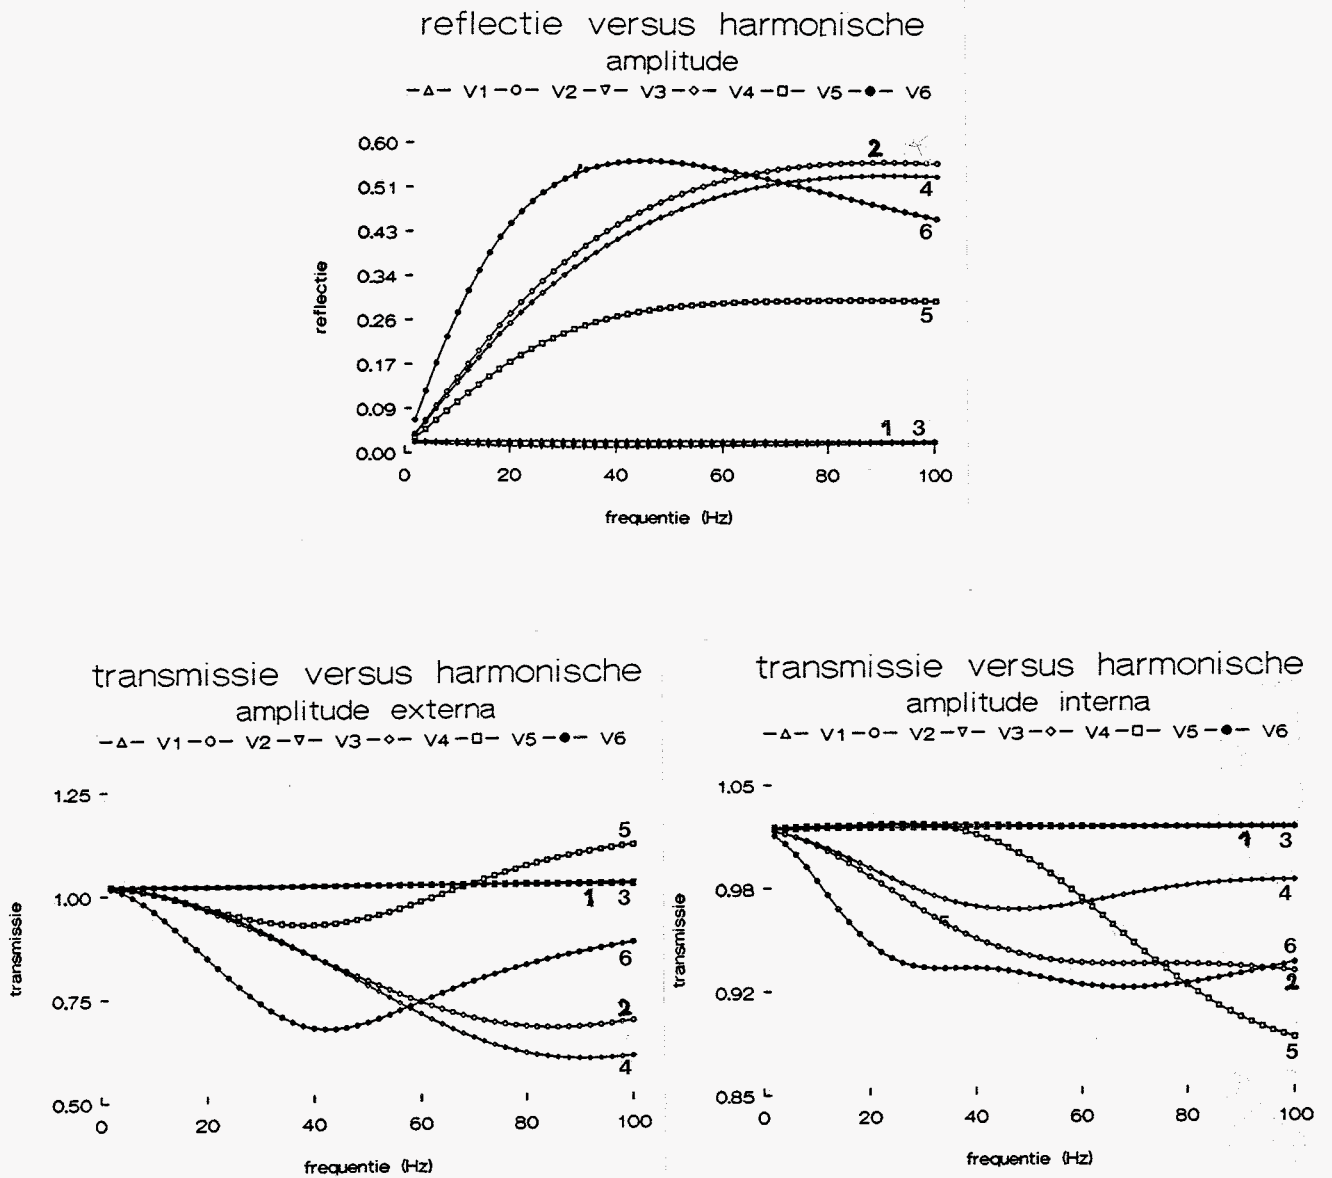 reflectie versus harmonische
amplitude
V1 V2 V3 V4 V5 V6
0.60
0.51
0.43
0.34
0.26
0.17
0.09
0.00
reflectie
2
4
6
5
1 3
0 20 40 60 80 100
frequentie (Hz)
transmissie versus harmonische
amplitude externa
V1 V2 V3 V4 V5 V6
1.25
1.00
0.75
0.50
transmissie
5
1 3
6
2
4
0 20 40 60 80 100
frequentie (Hz)
transmissie versus harmonische
amplitude interna
V1 V2 V3 V4 V5 V6
1.05
0.98
0.92
0.85
transmissie
1 3
4
6
2
5
0 20 40 60 80 100
frequentie (Hz)